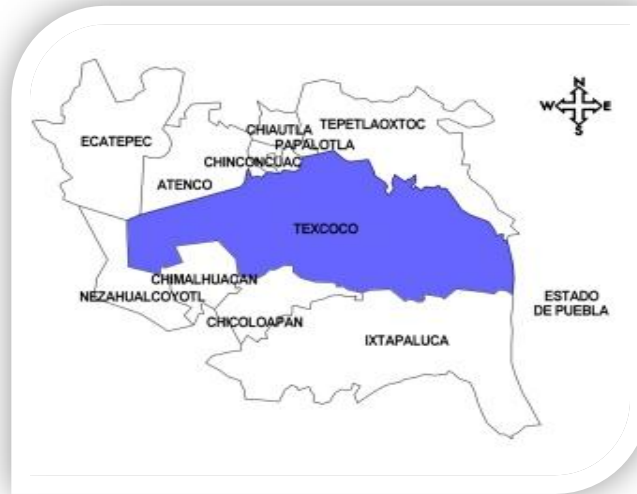 N
W E
S
ECATEPEC
CHIAUTLA
TEPETLAOXTOC
PAPALOTLA
CHINCONCUAC
ATENCO
TEXCOCO
CHIMALHUACAN
NEZAHUALCOYOTL
CHICOLOAPAN
IXTAPALUCA
ESTADO
DE PUEBLA